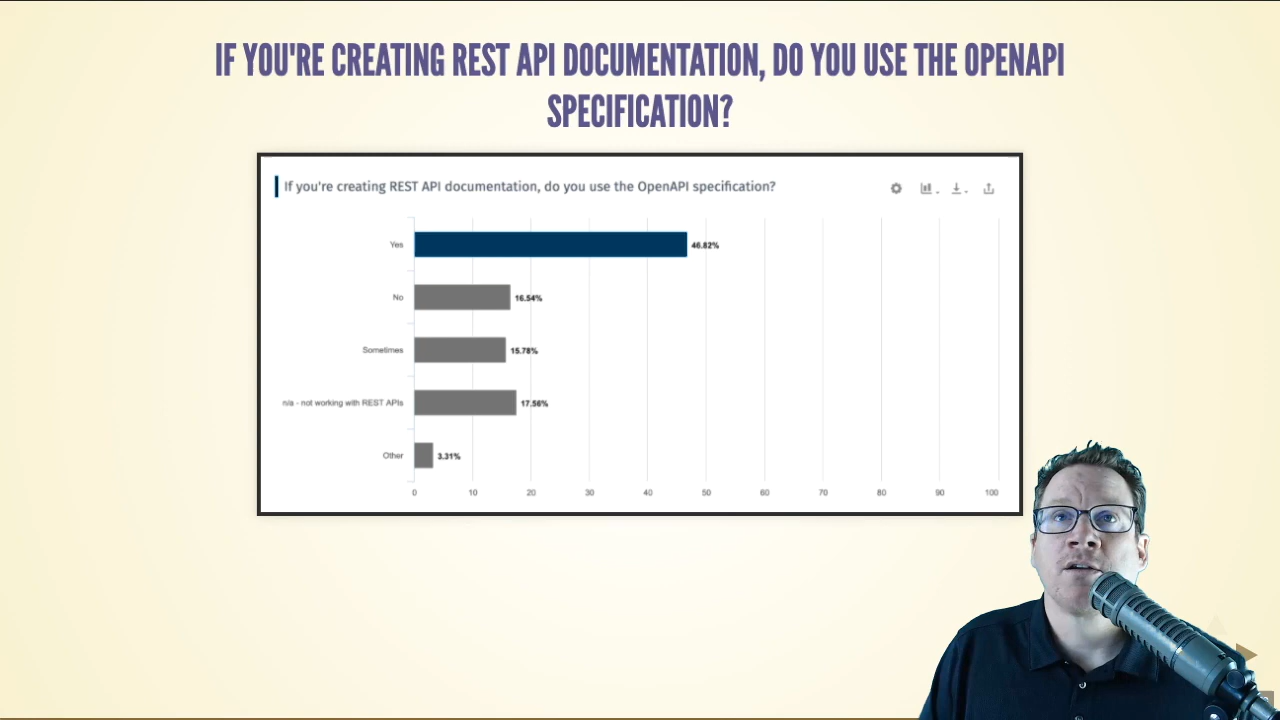 IF YOU'RE CREATING REST API DOCUMENTATION, DO YOU USE THE OPENAPI
SPECIFICATION?
If you're creating REST API documentation, do you use the OpenAPI specification?
Yes 46.82%
No 16.54%
Sometimes 15.78%
n/a - not working with REST APIs 17.56%
Other 3.31%
0 10 20 30 40 50 60 70 80 90 100